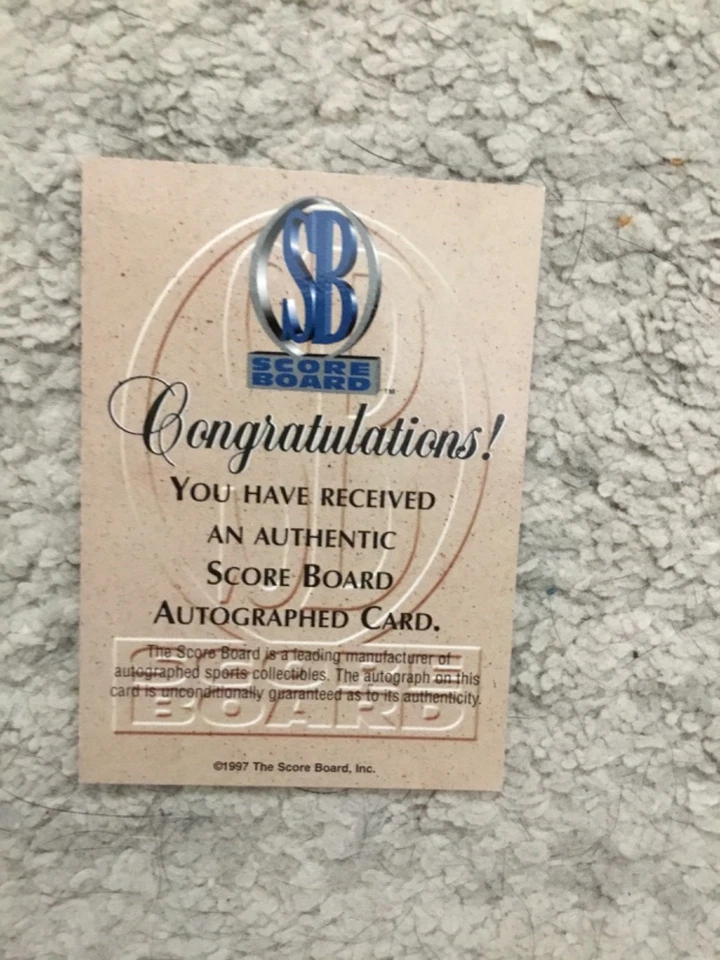 SB
SCORE
BOARD™
Congratulations!
YOU HAVE RECEIVED
AN AUTHENTIC
SCORE BOARD
AUTOGRAPHED CARD.
The Score Board is a leading manufacturer of
autographed sports collectibles. The autograph on this
card is unconditionally guaranteed as to its authenticity.
SCORE
BOARD
©1997 The Score Board, Inc.